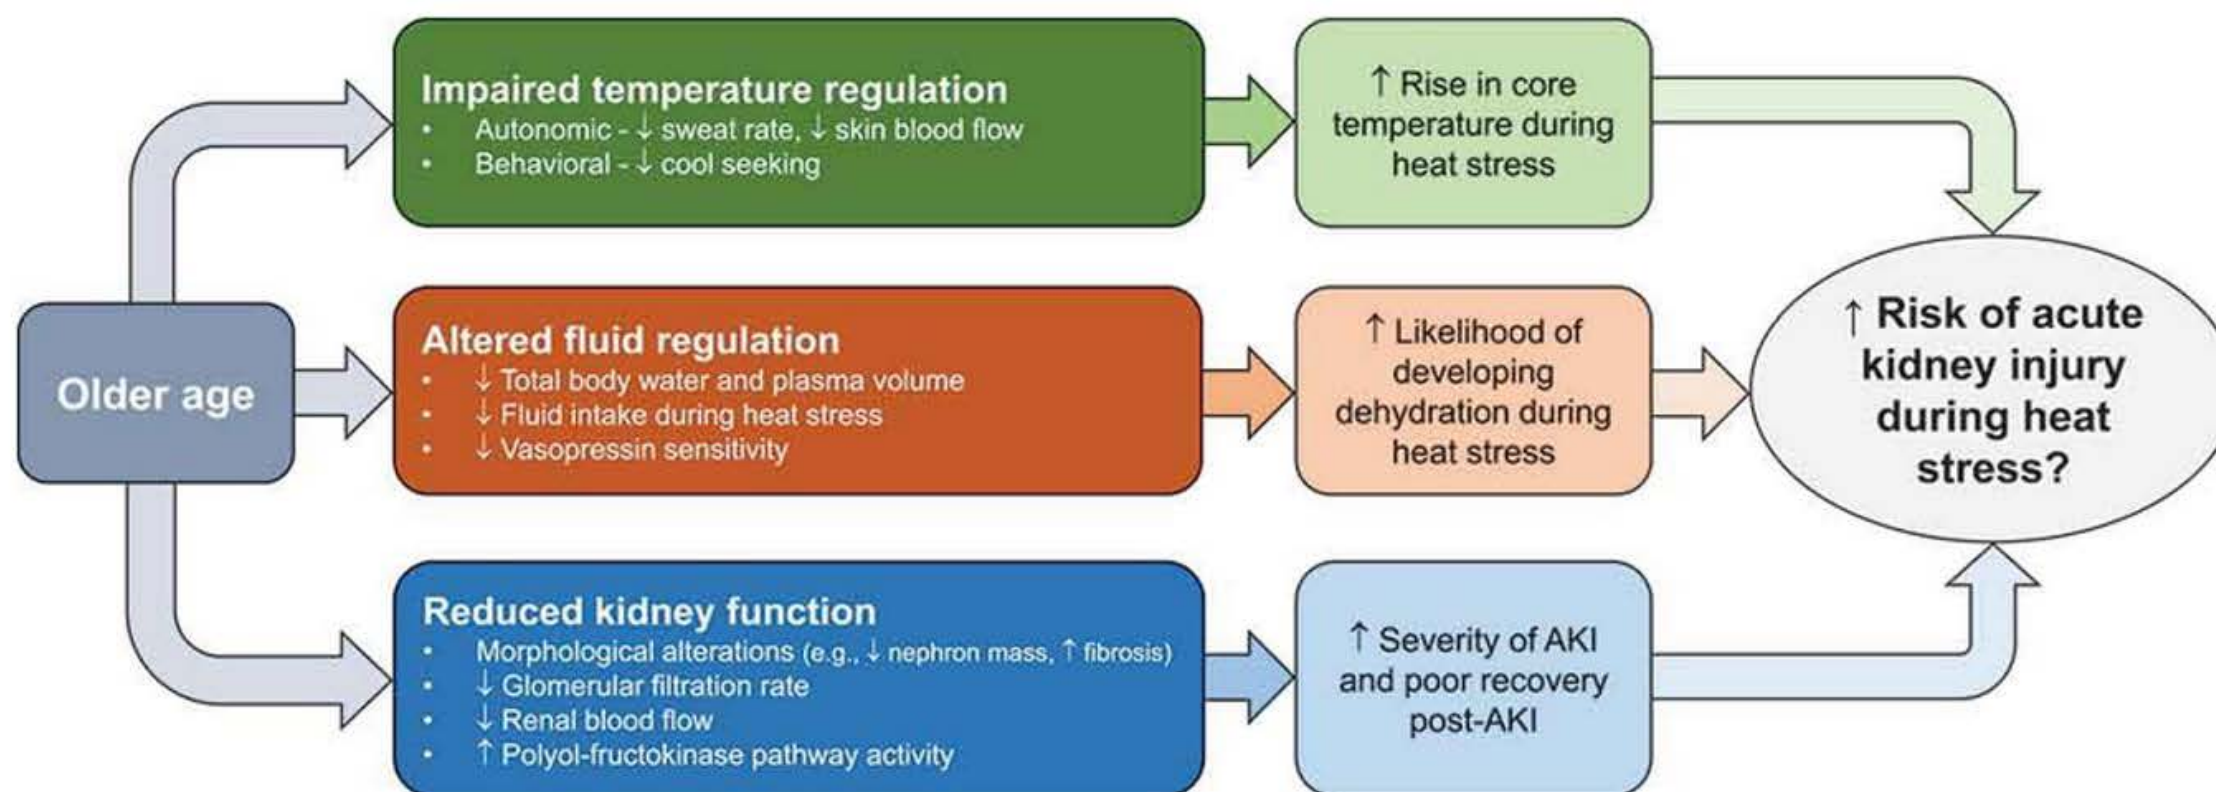 Older age
Impaired temperature regulation
• Autonomic - ↓ sweat rate, ↓ skin blood flow
• Behavioral - ↓ cool seeking
↑ Rise in core
temperature during
heat stress
Altered fluid regulation
• ↓ Total body water and plasma volume
• ↓ Fluid intake during heat stress
• ↓ Vasopressin sensitivity
↑ Likelihood of
developing
dehydration during
heat stress
Reduced kidney function
• Morphological alterations (e.g., ↓ nephron mass, ↑ fibrosis)
• ↓ Glomerular filtration rate
• ↓ Renal blood flow
• ↑ Polyol-fructokinase pathway activity
↑ Severity of AKI
and poor recovery
post-AKI
↑ Risk of acute
kidney injury
during heat
stress?